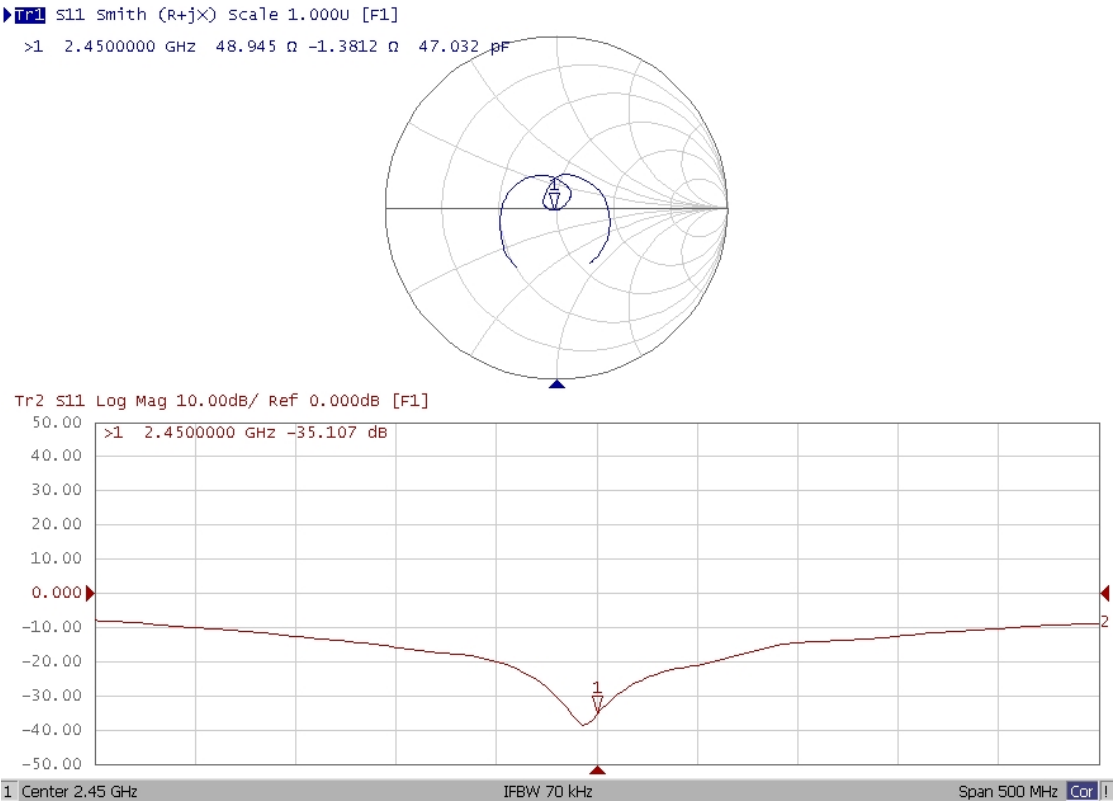 Tr1 S11 Smith (R+jX) Scale 1.000U [F1]
>1 2.4500000 GHz 48.945 Ω -1.3812 Ω 47.032 pF
1
Tr2 S11 Log Mag 10.00dB/ Ref 0.000dB [F1]
50.00
>1 2.4500000 GHz -35.107 dB
40.00
30.00
20.00
10.00
0.000
-10.00
2
-20.00
1
-30.00
-40.00
-50.00
1 Center 2.45 GHz IFBW 70 kHz Span 500 MHz Cor !